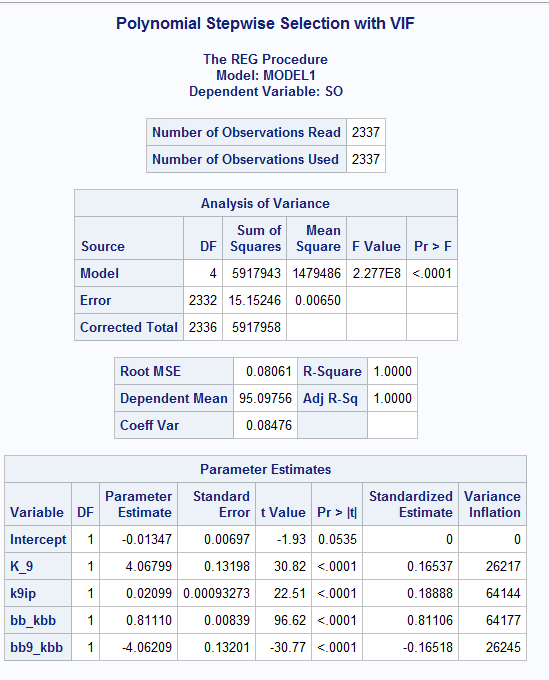 Polynomial Stepwise Selection with VIF
The REG Procedure
Model: MODEL1
Dependent Variable: SO
Number of Observations Read 2337
Number of Observations Used 2337
Analysis of Variance
Source DF Sum of Squares Mean Square F Value Pr > F
Model 4 5917943 1479486 2.277E8 <.0001
Error 2332 15.15246 0.00650
Corrected Total 2336 5917958
Root MSE 0.08061 R-Square 1.0000
Dependent Mean 95.09756 Adj R-Sq 1.0000
Coeff Var 0.08476
Parameter Estimates
Variable DF Parameter Estimate Standard Error t Value Pr > |t| Standardized Estimate Variance Inflation
Intercept 1 -0.01347 0.00697 -1.93 0.0535 0 0
K_9 1 4.06799 0.13198 30.82 <.0001 0.16537 26217
k9ip 1 0.02099 0.00093273 22.51 <.0001 0.18888 64144
bb_kbb 1 0.81110 0.00839 96.62 <.0001 0.81106 64177
bb9_kbb 1 -4.06209 0.13201 -30.77 <.0001 -0.16518 26245